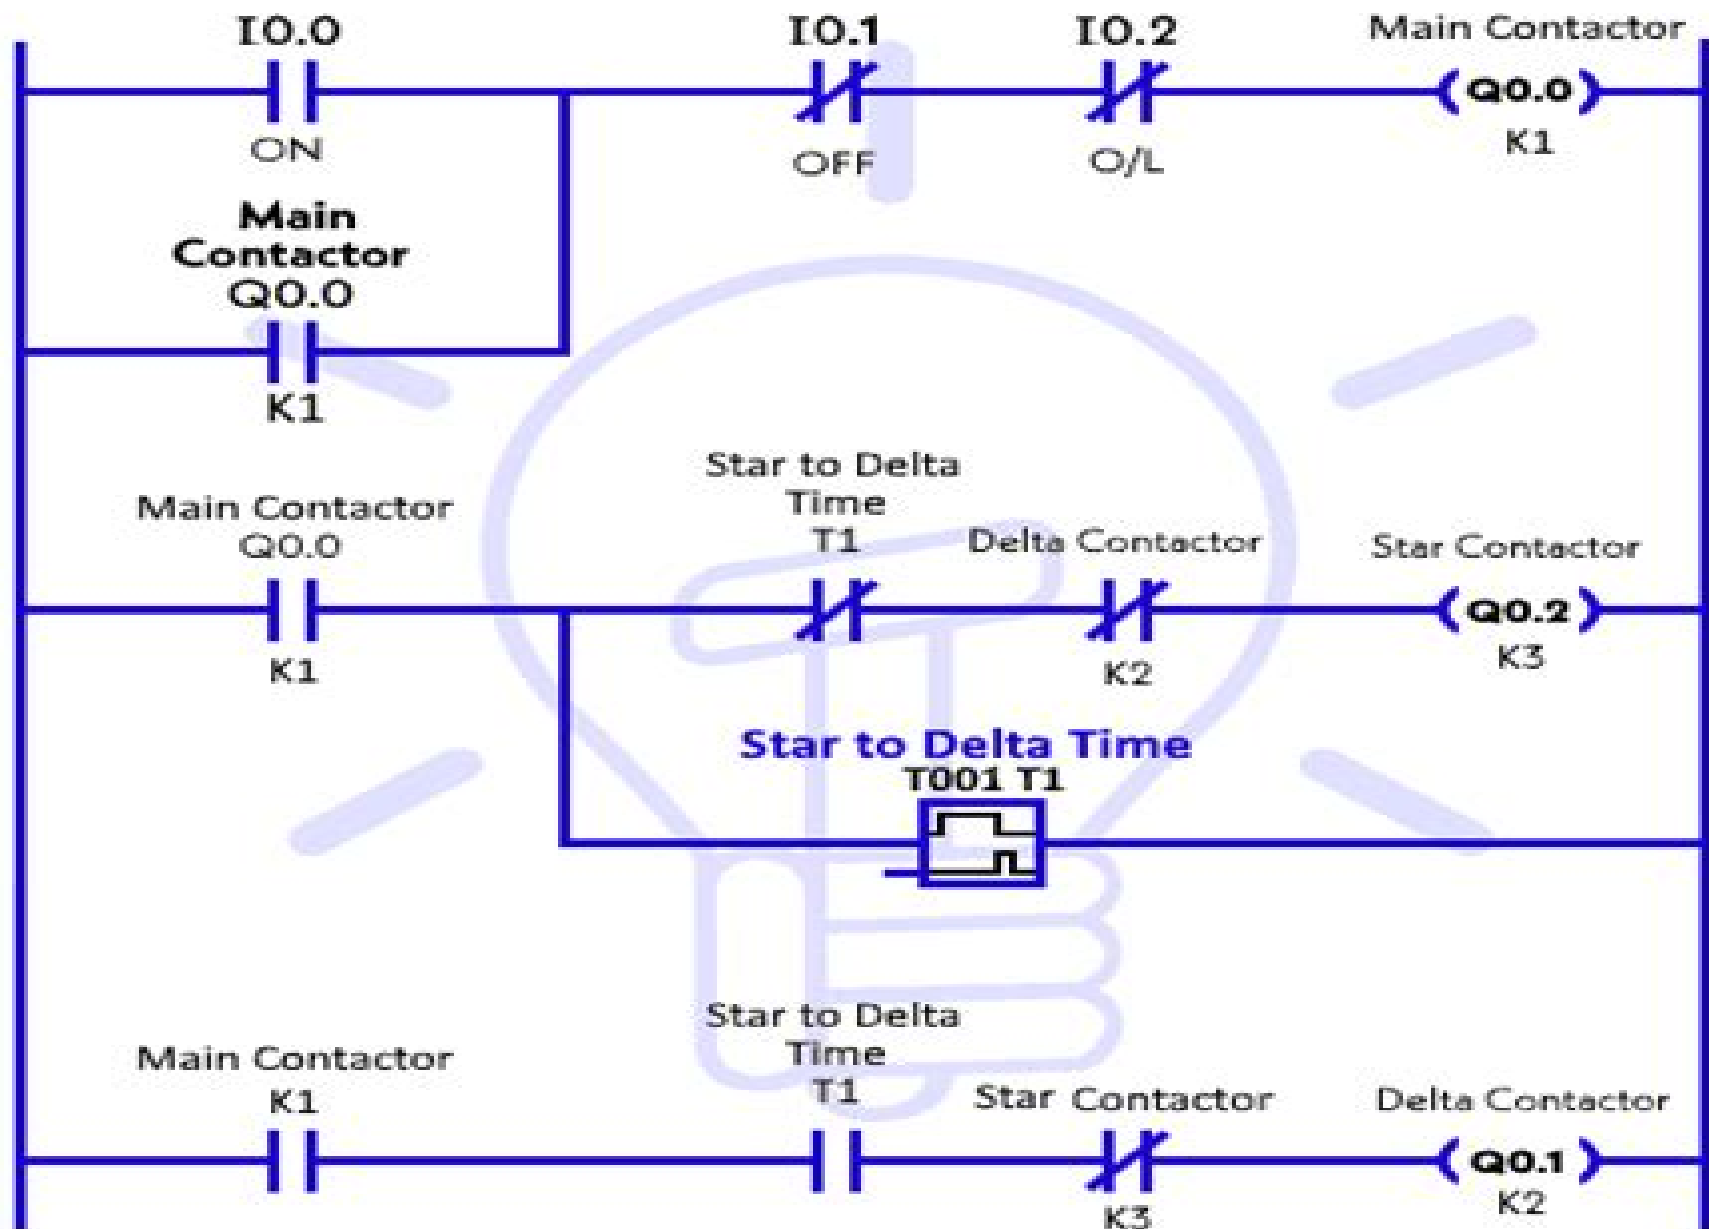 I0.0
I0.1
I0.2
Main Contactor
Q0.0
K1
ON
OFF
O/L
Main
Contactor
Q0.0
K1
Main Contactor
Q0.0
K1
Star to Delta
Time
T1
Delta Contactor
K2
Star Contactor
Q0.2
K3
Star to Delta Time
T001 T1
Main Contactor
K1
Star to Delta
Time
T1
Star Contactor
K3
Delta Contactor
Q0.1
K2